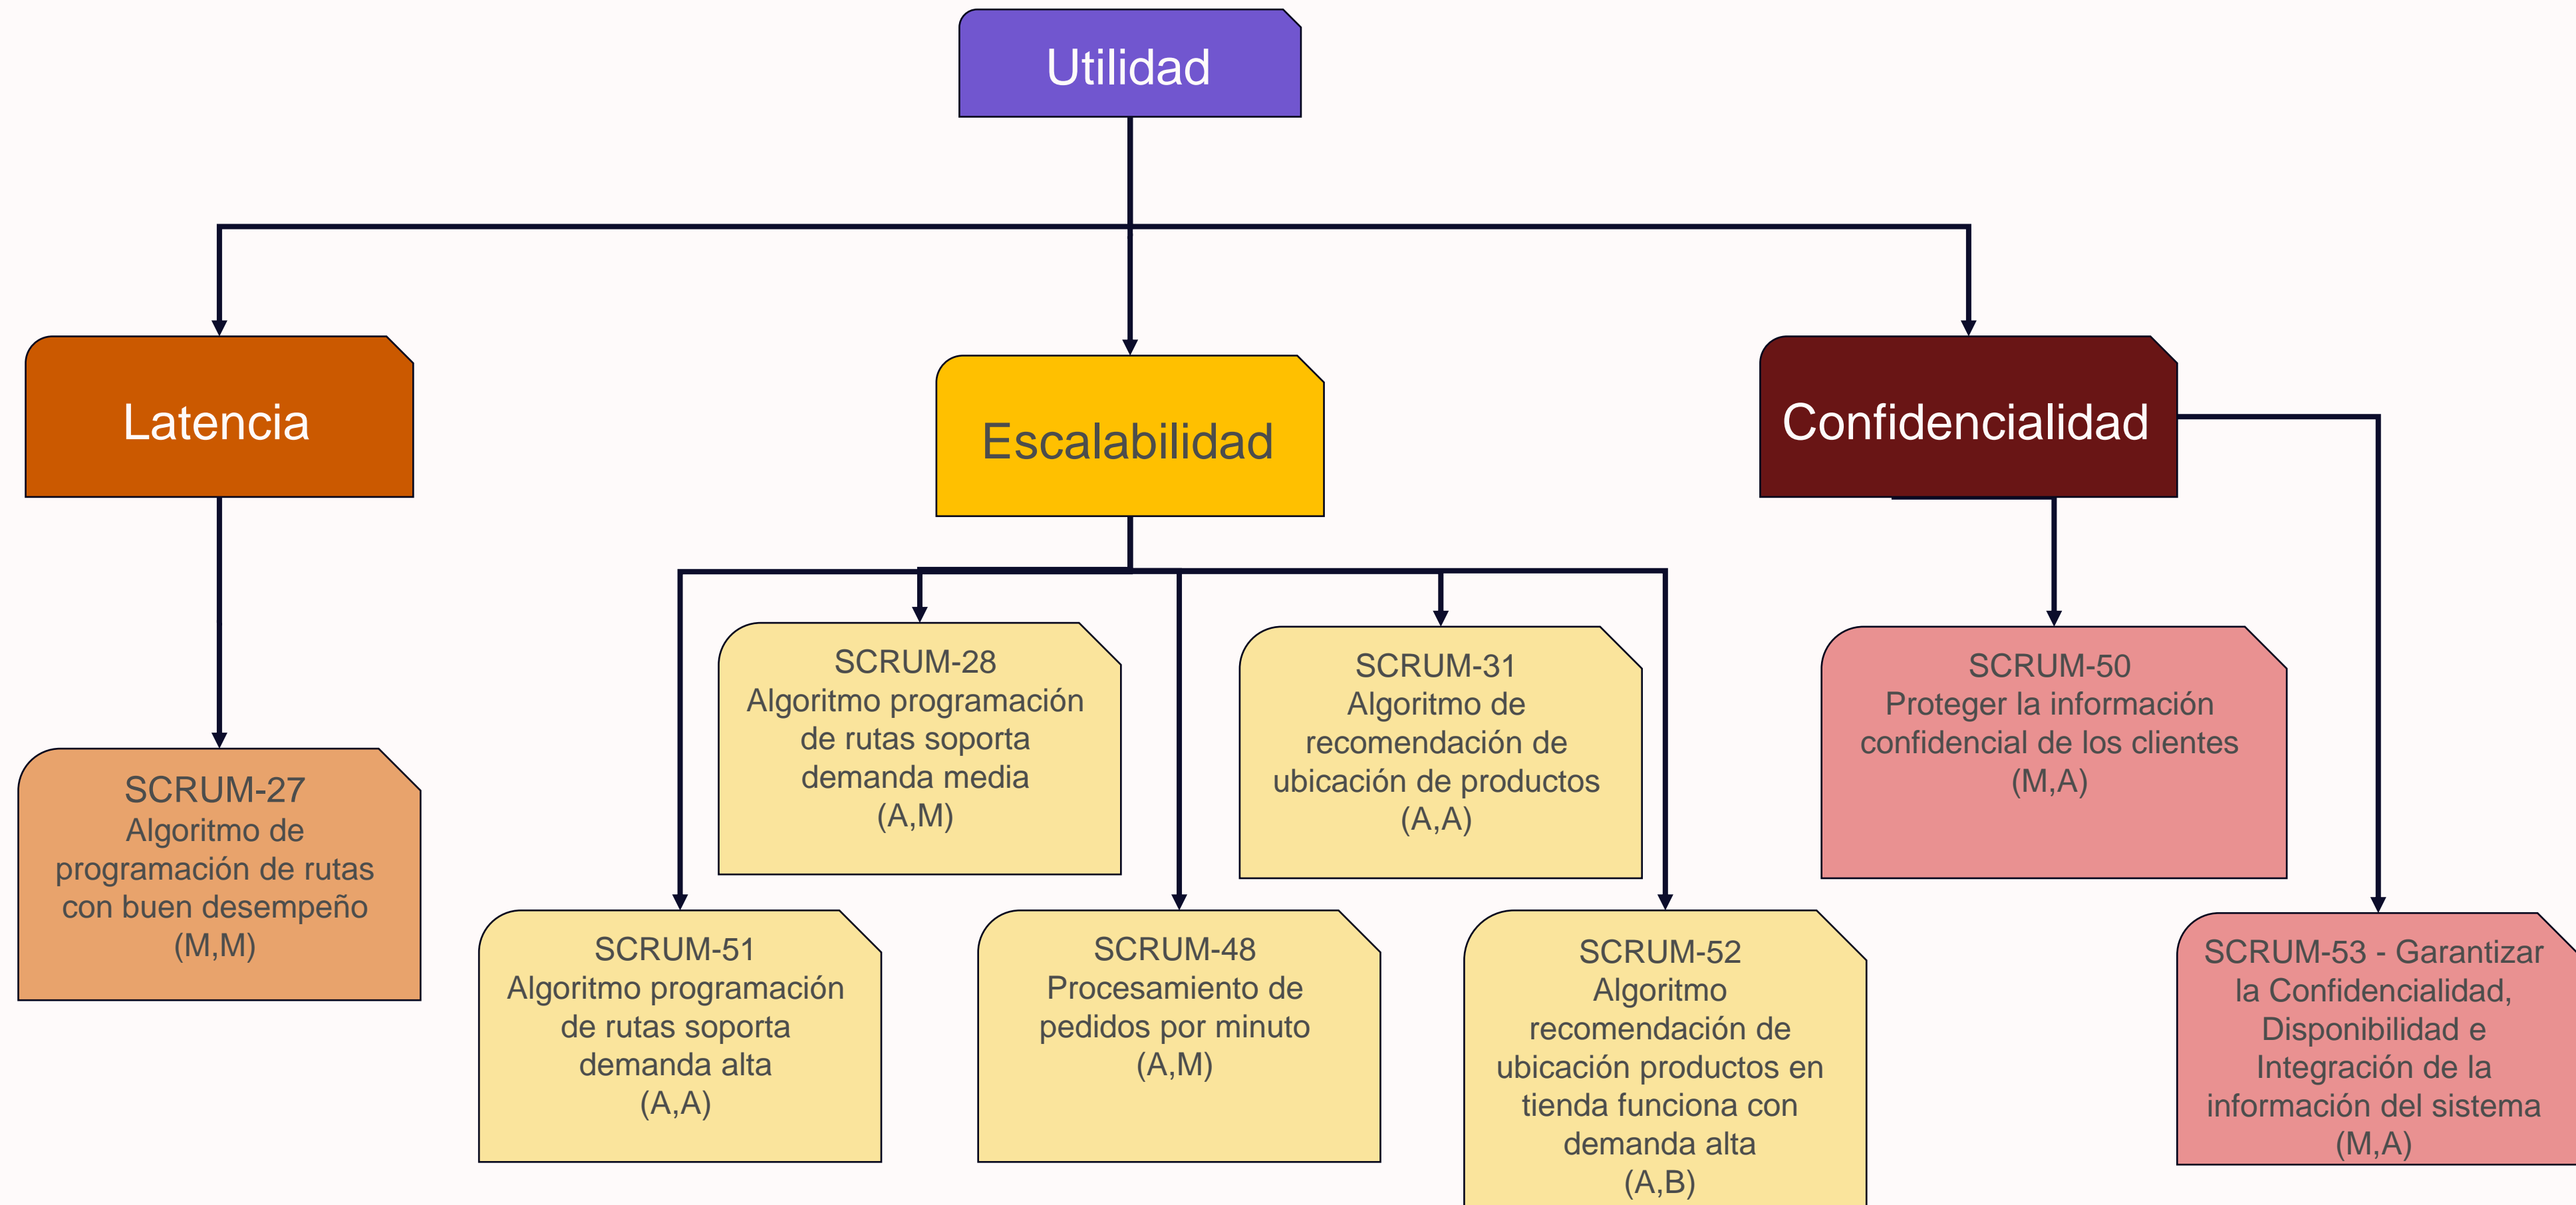 Utilidad
Latencia
Escalabilidad
Confidencialidad
SCRUM-27
Algoritmo de
programación de rutas
con buen desempeño
(M,M)
SCRUM-28
Algoritmo programación
de rutas soporta
demanda media
(A,M)
SCRUM-31
Algoritmo de
recomendación de
ubicación de productos
(A,A)
SCRUM-51
Algoritmo programación
de rutas soporta
demanda alta
(A,A)
SCRUM-48
Procesamiento de
pedidos por minuto
(A,M)
SCRUM-52
Algoritmo
recomendación de
ubicación productos en
tienda funciona con
demanda alta
(A,B)
SCRUM-50
Proteger la información
confidencial de los clientes
(M,A)
SCRUM-53 - Garantizar
la Confidencialidad,
Disponibilidad e
Integración de la
información del sistema
(M,A)